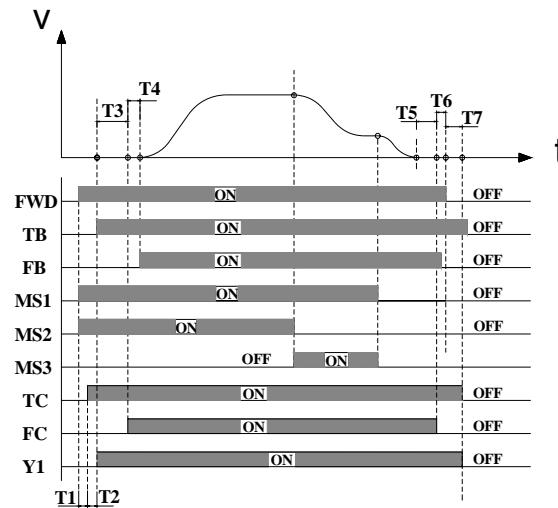 V
T3 T4 T5 T6 T7
t
FWD ON OFF
TB ON OFF
FB ON OFF
MS1 ON OFF
MS2 ON OFF
MS3 OFF ON OFF
TC ON OFF
FC ON OFF
Y1 ON OFF
T1 T2